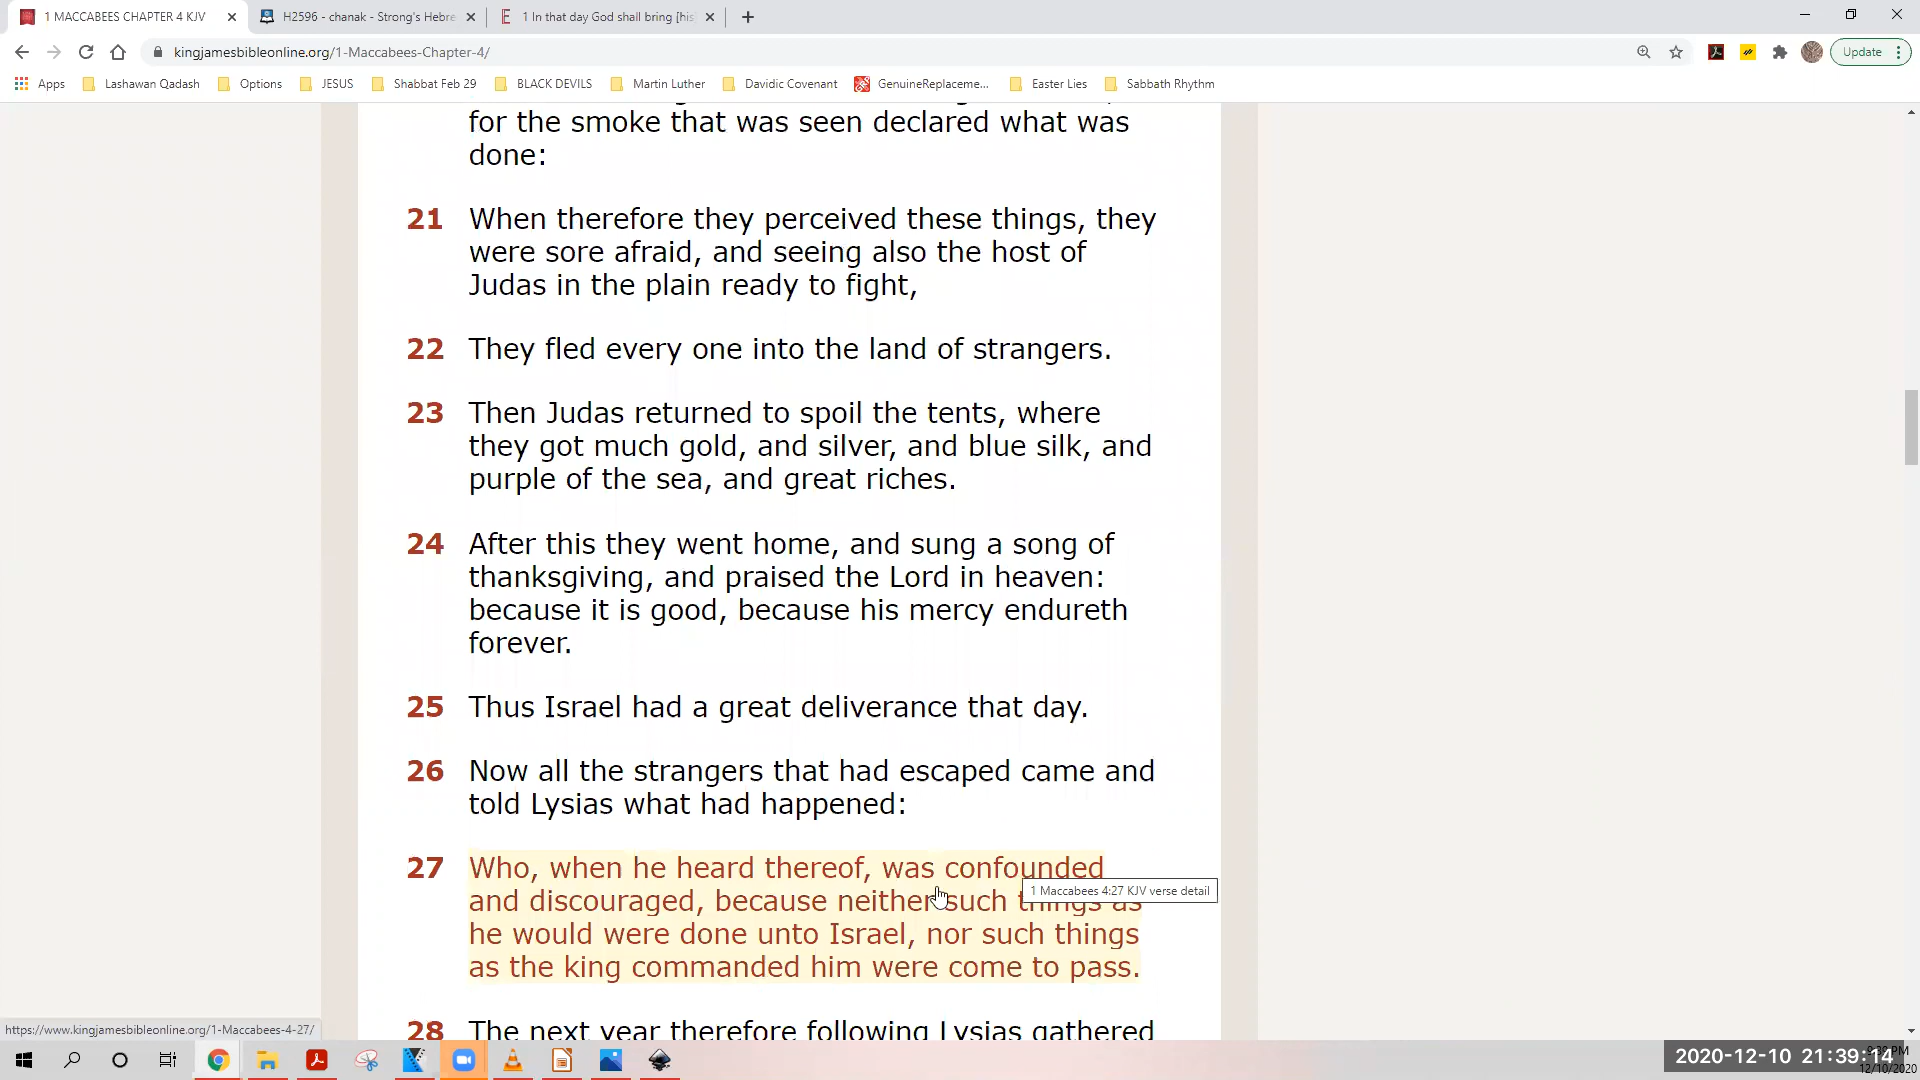 1 MACCABEES CHAPTER 4 KJV
H2596 - chanak - Strong's Hebre
1 In that day God shall bring [his
kingjamesbibleonline.org/1-Maccabees-Chapter-4/
Update
Apps
Lashawan Qadash
Options
JESUS
Shabbat Feb 29
BLACK DEVILS
Martin Luther
Davidic Covenant
GenuineReplaceme...
Easter Lies
Sabbath Rhythm
for the smoke that was seen declared what was
done:
21 When therefore they perceived these things, they
were sore afraid, and seeing also the host of
Judas in the plain ready to fight,
22 They fled every one into the land of strangers.
23 Then Judas returned to spoil the tents, where
they got much gold, and silver, and blue silk, and
purple of the sea, and great riches.
24 After this they went home, and sung a song of
thanksgiving, and praised the Lord in heaven:
because it is good, because his mercy endureth
forever.
25 Thus Israel had a great deliverance that day.
26 Now all the strangers that had escaped came and
told Lysias what had happened:
27 Who, when he heard thereof, was confounded
1 Maccabees 4:27 KJV verse detail
and discouraged, because neither such things as
he would were done unto Israel, nor such things
as the king commanded him were come to pass.
28 The next year therefore following Lysias gathered
https://www.kingjamesbibleonline.org/1-Maccabees-4-27/
2020-12-10 21:39:14
12/10/2020